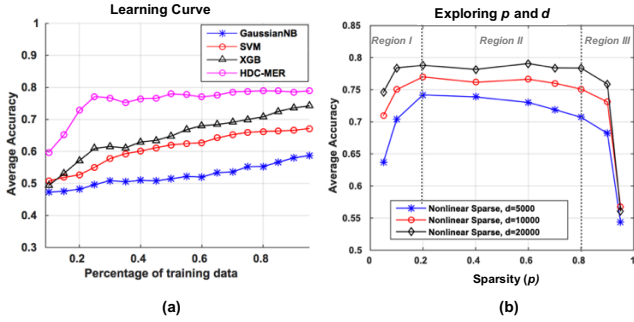 Learning Curve
1
0.9
0.8
0.7
0.6
0.5
0.4
0.3
0.2
0.4
0.6
0.8
Average Accuracy
Percentage of training data
GaussianNB
SVM
XGB
HDC-MER
(a)
Exploring p and d
Region I
Region II
Region III
0.85
0.8
0.75
0.7
0.65
0.6
0.55
0.5
0
0.2
0.4
0.6
0.8
1
Average Accuracy
Sparsity (p)
Nonlinear Sparse, d=5000
Nonlinear Sparse, d=10000
Nonlinear Sparse, d=20000
(b)